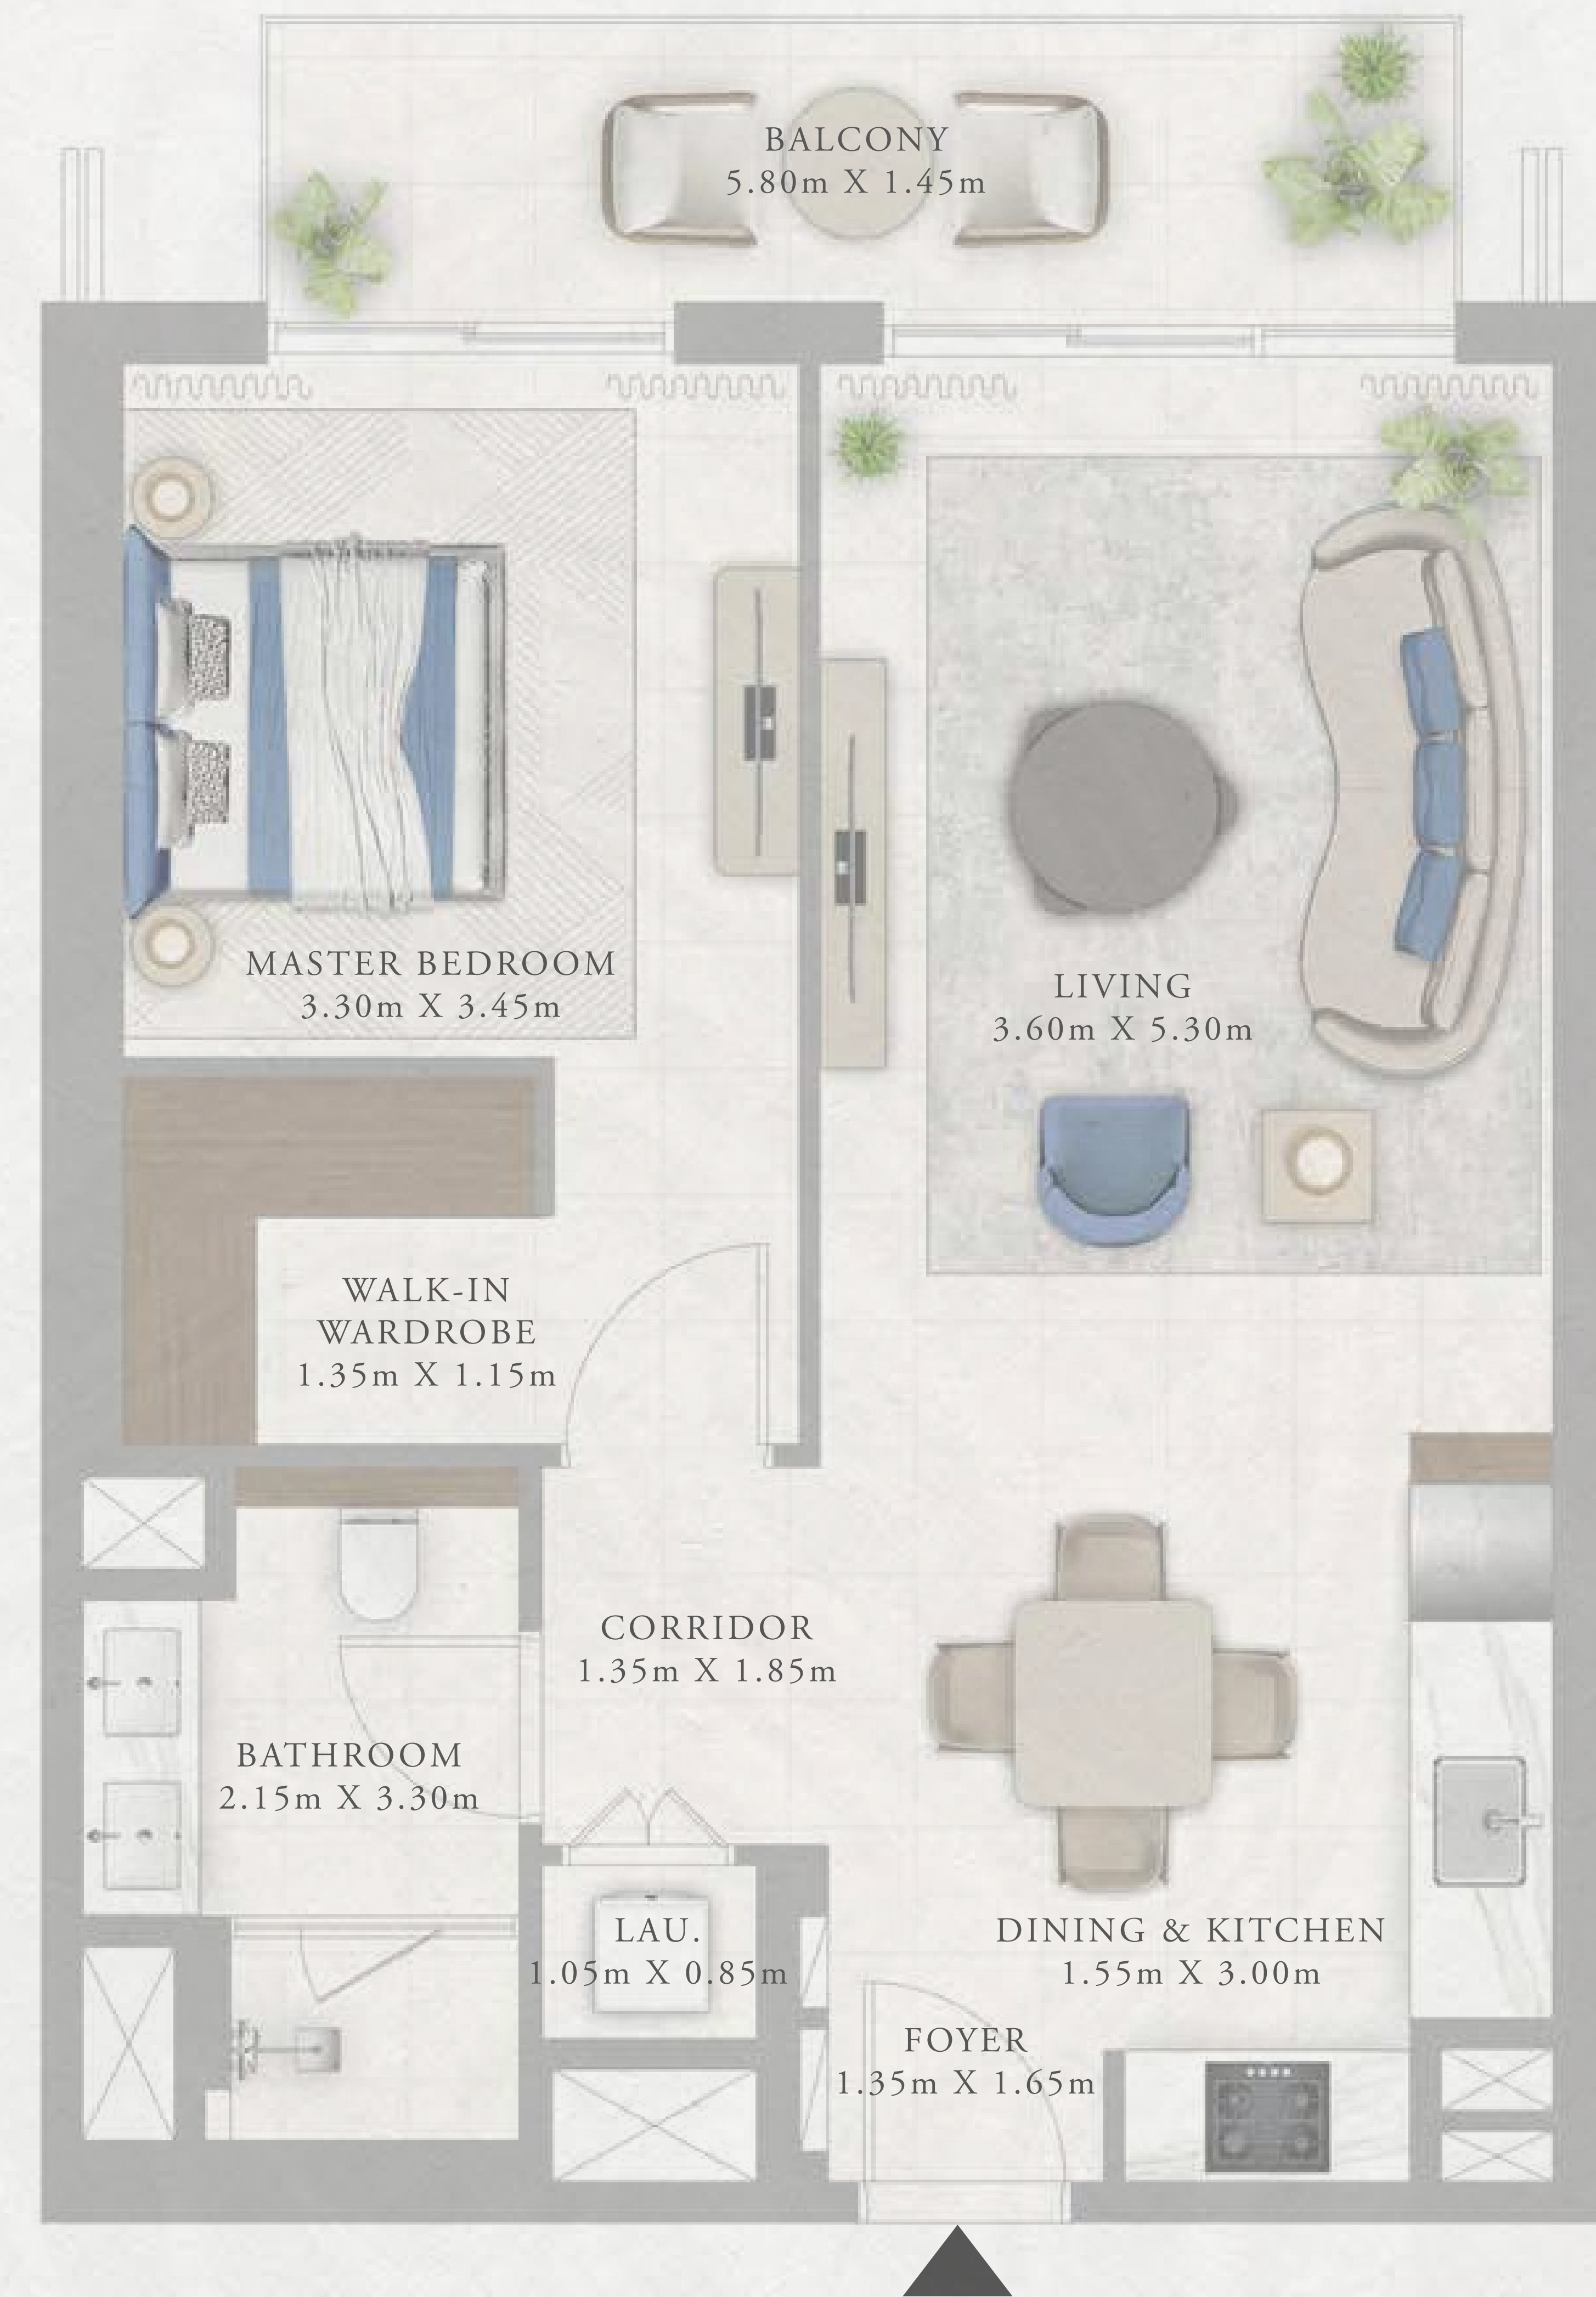 BALCONY
5.80m X 1.45m
MASTER BEDROOM
3.30m X 3.45m
LIVING
3.60m X 5.30m
WALK-IN
WARDROBE
1.35m X 1.15m
CORRIDOR
1.35m X 1.85m
BATHROOM
2.15m X 3.30m
LAU.
1.05m X 0.85m
DINING & KITCHEN
1.55m X 3.00m
FOYER
1.35m X 1.65m